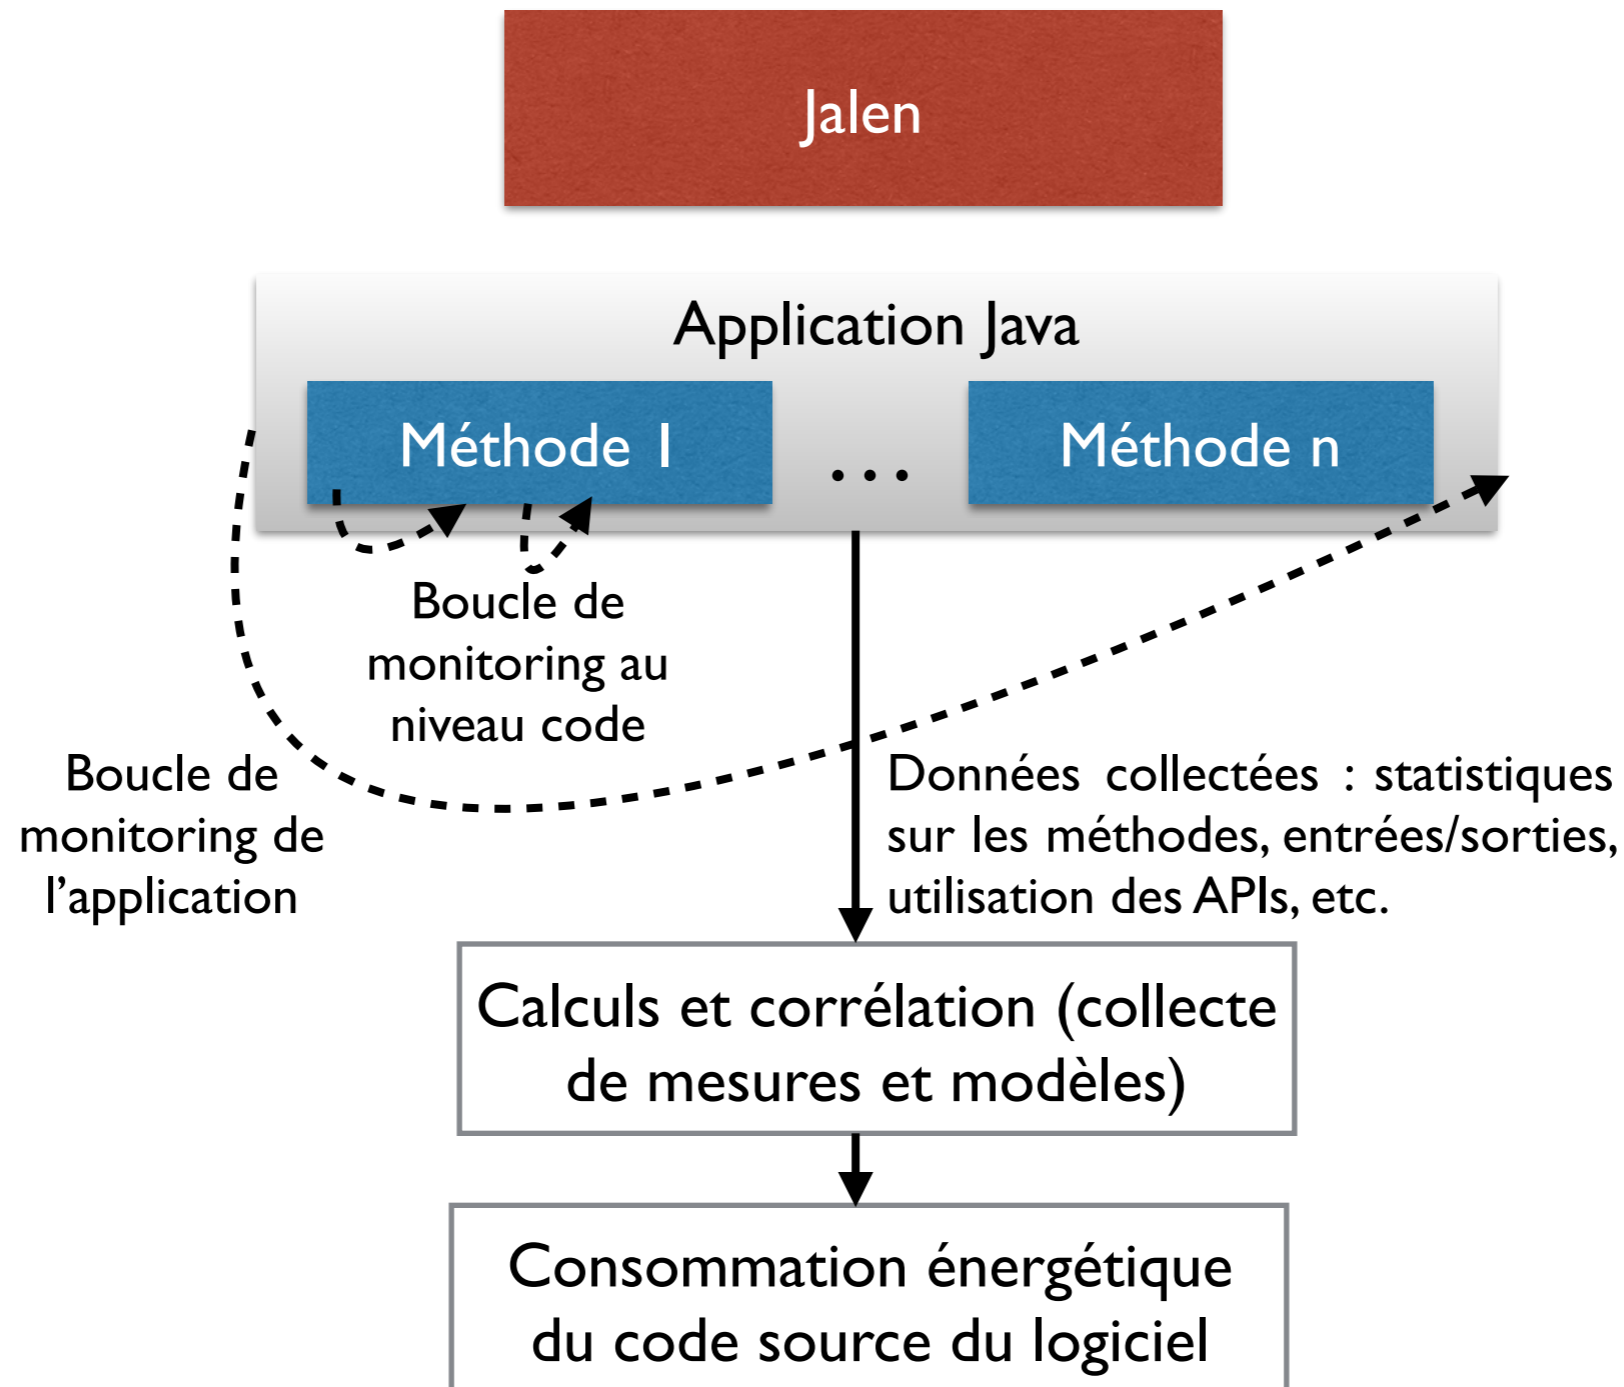 Jalen
Application Java
Méthode 1
...
Méthode n
Boucle de
monitoring au
niveau code
Boucle de
monitoring de
l’application
Données collectées : statistiques
sur les méthodes, entrées/sorties,
utilisation des APIs, etc.
Calculs et corrélation (collecte
de mesures et modèles)
Consommation énergétique
du code source du logiciel